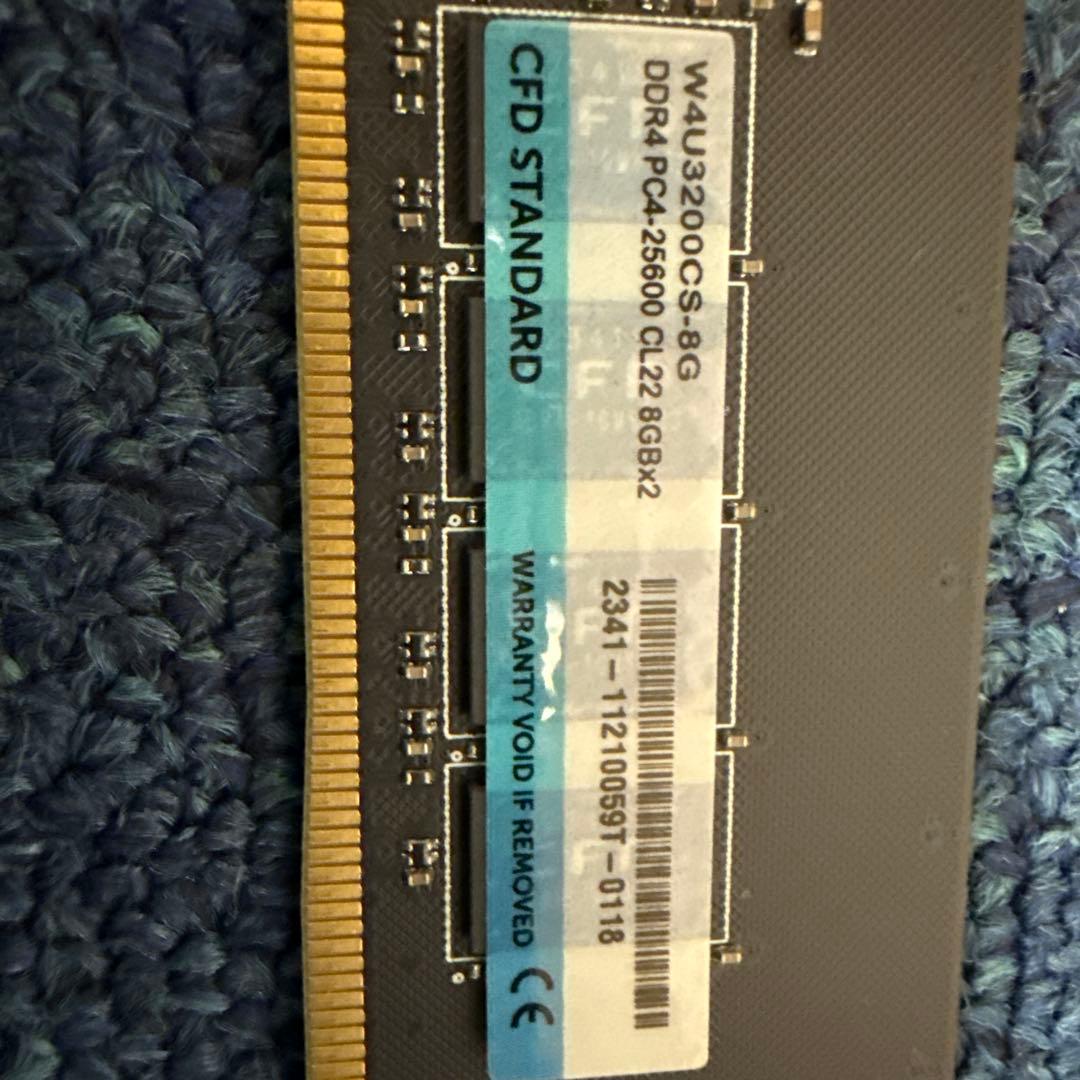 W4U3200CS-8G
DDR4 PC4-25600 CL22 8GBx2
2341-11210059T-0118
CFD STANDARD
WARRANTY VOID IF REMOVED CE